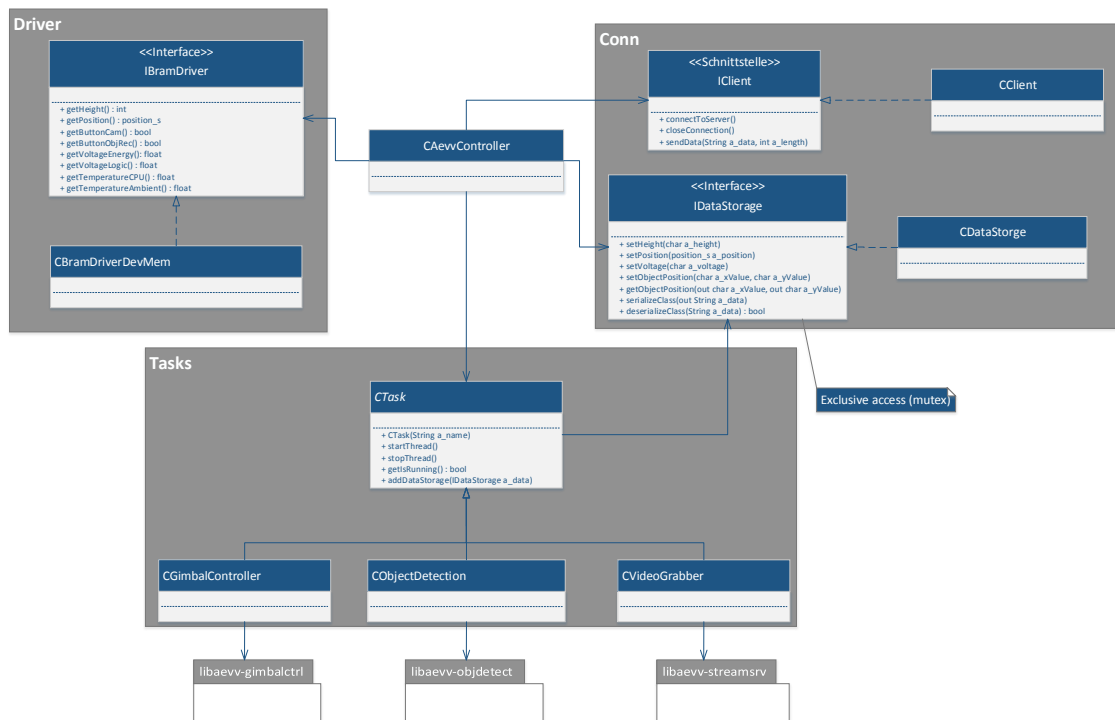 Driver
<<Interface>>
IBramDriver
+ getHeight() : int
+ getPosition() : position_s
+ getButtonCam() : bool
+ getButtonObjRec() : bool
+ getVoltageEnergy(): float
+ getVoltageLogic() : float
+ getTemperatureCPU() : float
+ getTemperatureAmbient() : float
CBramDriverDevMem
CAevvController
Conn
<<Schnittstelle>>
IClient
+ connectToServer()
+ closeConnection()
+ sendData(String a_data, int a_length)
CClient
<<Interface>>
IDataStorage
+ setHeight(char a_height)
+ setPosition(position_s a_position)
+ setVoltage(char a_voltage)
+ setObjectPosition(char a_xValue, char a_yValue)
+ getObjectPosition(out char a_xValue, out char a_yValue)
+ serializeClass(out String a_data)
+ deserializeClass(String a_data) : bool
CDataStorge
Exclusive access (mutex)
Tasks
CTask
+ CTask(String a_name)
+ startThread()
+ stopThread()
+ getIsRunning() : bool
+ addDataStorage(IDataStorage a_data)
CGimbalController
CObjectDetection
CVideoGrabber
libaevv-gimbalctrl
libaevv-objdetect
libaevv-streamsrv